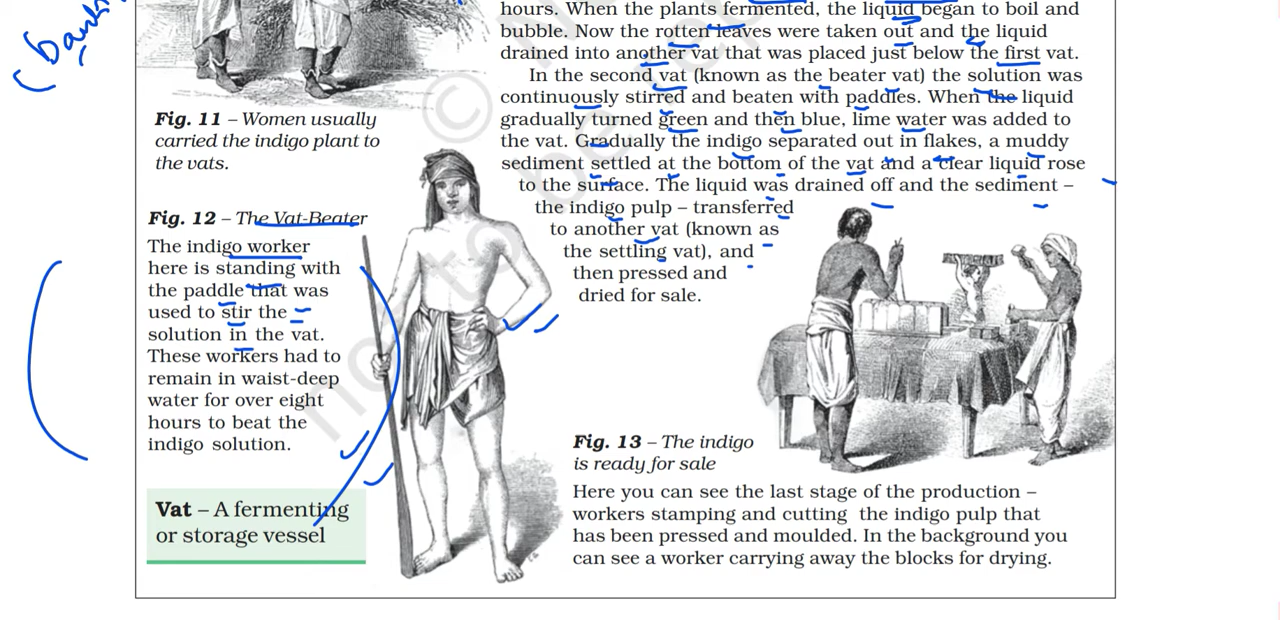 hours. When the plants fermented, the liquid began to boil and
bubble. Now the rotten leaves were taken out and the liquid
drained into another vat that was placed just below the first vat.
In the second vat (known as the beater vat) the solution was
continuously stirred and beaten with paddles. When the liquid
gradually turned green and then blue, lime water was added to
the vat. Gradually the indigo separated out in flakes, a muddy
sediment settled at the bottom of the vat and a clear liquid rose
to the surface. The liquid was drained off and the sediment –
the indigo pulp – transferred
to another vat (known as
the settling vat), and
then pressed and
dried for sale.
Fig. 11 – Women usually
carried the indigo plant to
the vats.
Fig. 12 – The Vat-Beater
The indigo worker
here is standing with
the paddle that was
used to stir the
solution in the vat.
These workers had to
remain in waist-deep
water for over eight
hours to beat the
indigo solution.
Vat – A fermenting
or storage vessel
Fig. 13 – The indigo
is ready for sale
Here you can see the last stage of the production –
workers stamping and cutting the indigo pulp that
has been pressed and moulded. In the background you
can see a worker carrying away the blocks for drying.